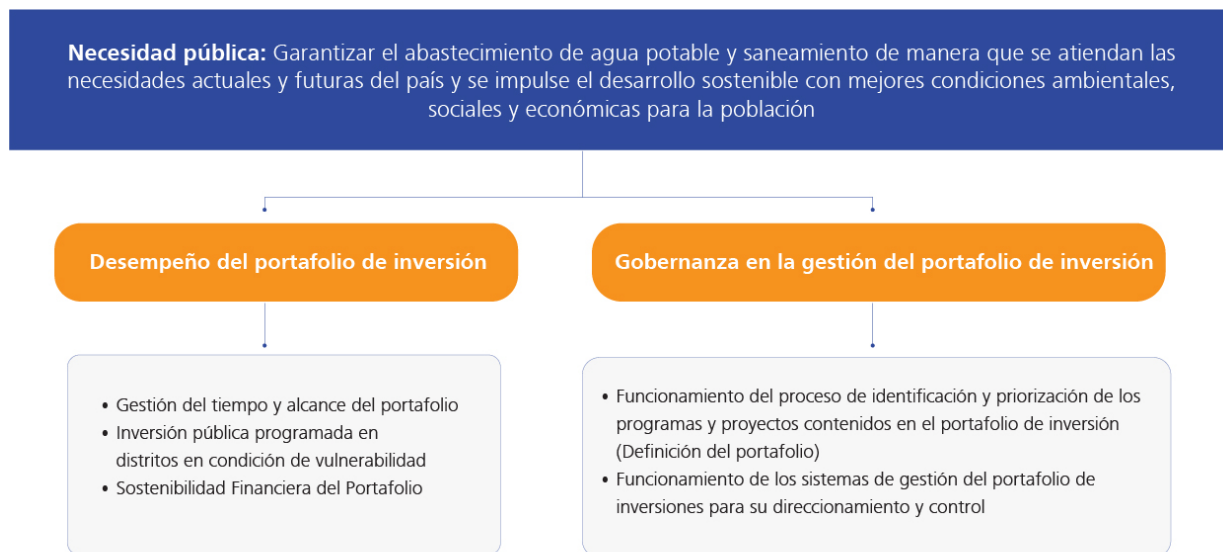 Necesidad pública: Garantizar el abastecimiento de agua potable y saneamiento de manera que se atiendan las
necesidades actuales y futuras del país y se impulse el desarrollo sostenible con mejores condiciones ambientales,
sociales y económicas para la población
Desempeño del portafolio de inversión
Gobernanza en la gestión del portafolio de inversión
• Gestión del tiempo y alcance del portafolio
• Inversión pública programada en
distritos en condición de vulnerabilidad
• Sostenibilidad Financiera del Portafolio
• Funcionamiento del proceso de identificación y priorización de los
programas y proyectos contenidos en el portafolio de inversión
(Definición del portafolio)
• Funcionamiento de los sistemas de gestión del portafolio de
inversiones para su direccionamiento y control